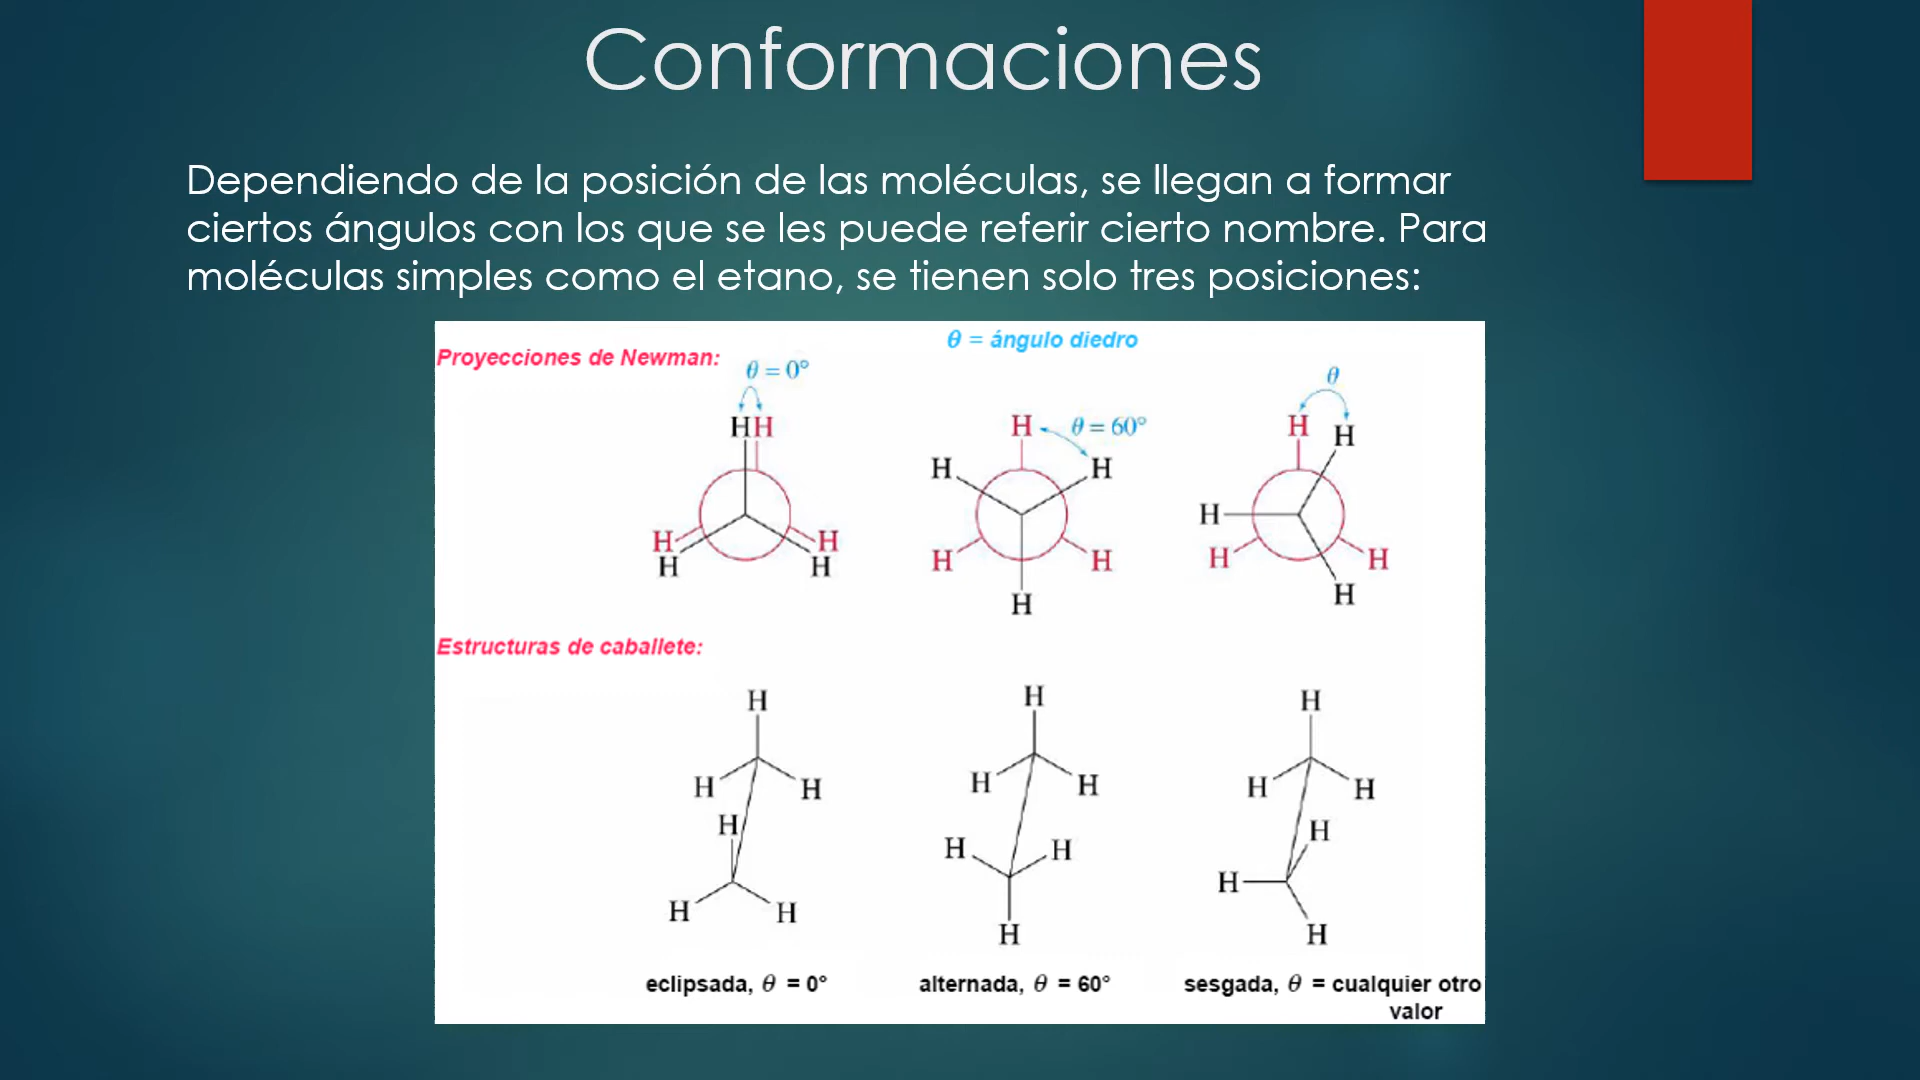 Conformaciones
Dependiendo de la posición de las moléculas, se llegan a formar
ciertos ángulos con los que se les puede referir cierto nombre. Para
moléculas simples como el etano, se tienen solo tres posiciones:
θ = ángulo diedro
Proyecciones de Newman:
θ = 0° θ
H H H θ = 60° H H
H H H
H H H H H H H
H H H
Estructuras de caballete:
H H H
H H H H H H
H H H H
H H H H H
eclipsada, θ = 0° alternada, θ = 60° sesgada, θ = cualquier otro
valor